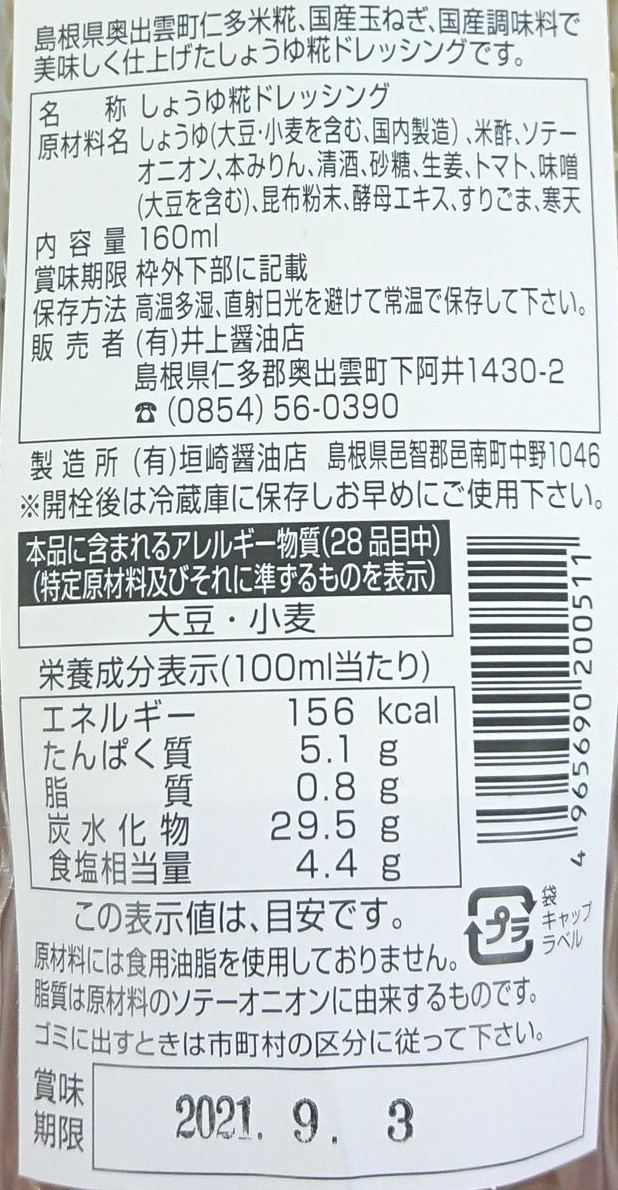 島根県奥出雲町仁多米糀、国産玉ねぎ、国産調味料で
美味しく仕上げたしょうゆ糀ドレッシングです。
名称 しょうゆ糀ドレッシング
原材料名 しょうゆ(大豆・小麦を含む、国内製造)、米酢、ソテー
オニオン、本みりん、清酒、砂糖、生姜、トマト、味噌
(大豆を含む)、昆布粉末、酵母エキス、すりごま、寒天
内容量 160ml
賞味期限 枠外下部に記載
保存方法 高温多湿、直射日光を避けて常温で保存して下さい。
販売者 (有)井上醤油店
島根県仁多郡奥出雲町下阿井1430-2
☎(0854)56-0390
製造所 (有)垣崎醤油店 島根県邑智郡邑南町中野1046
※開栓後は冷蔵庫に保存しお早めにご使用下さい。
本品に含まれるアレルギー物質(28品目中)
(特定原材料及びそれに準ずるものを表示)
大豆・小麦
栄養成分表示(100ml当たり)
エネルギー 156 kcal
たんぱく質 5.1 g
脂質 0.8 g
炭水化物 29.5 g
食塩相当量 4.4 g
この表示値は、目安です。
4 965690 200511
プラ
袋
キャップ
ラベル
原材料には食用油脂を使用しておりません。
脂質は原材料のソテーオニオンに由来するものです。
ゴミに出すときは市町村の区分に従って下さい。
賞味
期限
2021. 9. 3